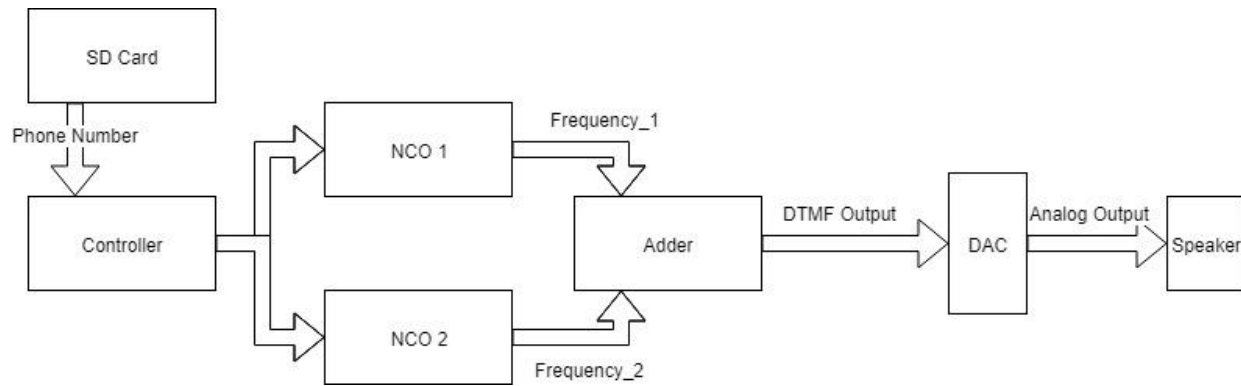 SD Card
Phone Number
Controller
NCO 1
NCO 2
Frequency_1
Frequency_2
Adder
DTMF Output
DAC
Analog Output
Speaker